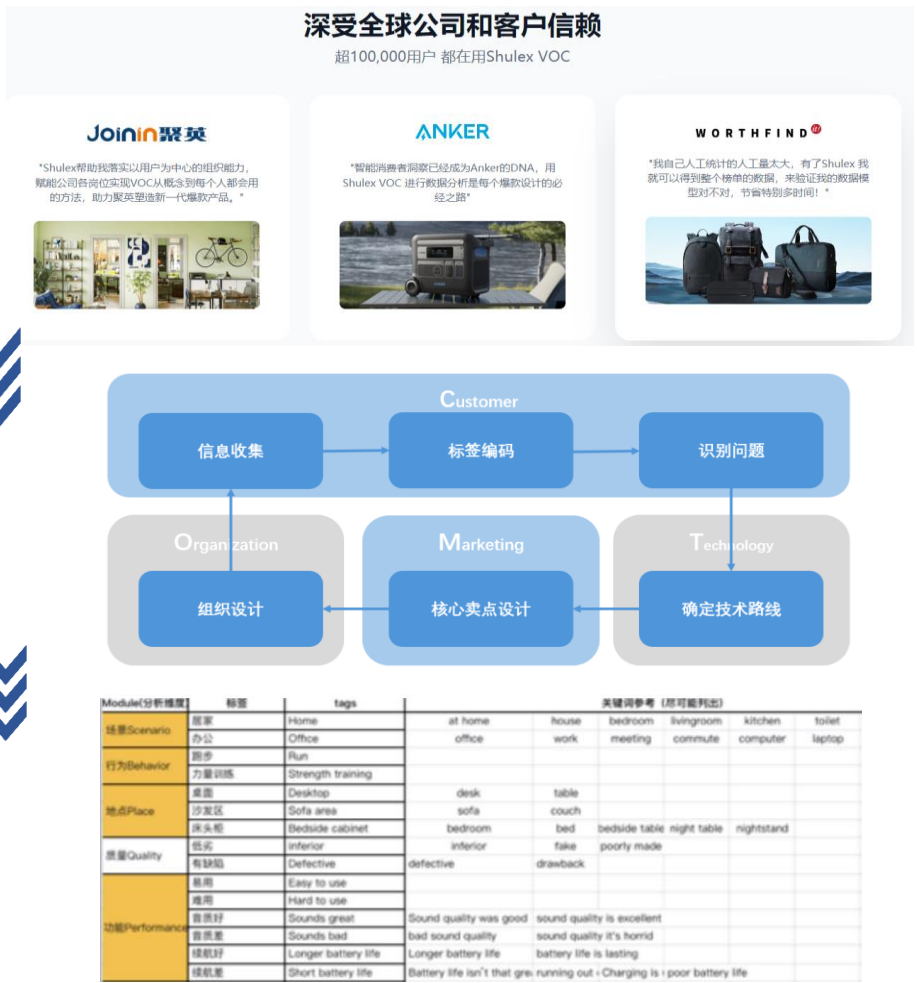 深受全球公司和客户信赖
超100,000用户 都在用Shulex VOC
Joinin聚英
"Shulex帮助我落实以用户为中心的组织能力，
赋能公司各岗位实现VOC从概念到每个人都会用
的方法，助力聚英塑造新一代爆款产品。"
ANKER
"智能消费者洞察已经成为Anker的DNA，用
Shulex VOC 进行数据分析是每个爆款设计的必
经之路"
WORTHFIND
"我自己人工统计的人工量太大，有了Shulex 我
就可以得到整个榜单的数据，来验证我的数据模
型对不对，节省特别多时间！"
Customer
信息收集
标签编码
识别问题
Organization
Marketing
Technology
组织设计
核心卖点设计
确定技术路线
Module(分析维度) 标签 tags 关键词参考（尽可能列出）
场景Scenario 居家 Home at home house bedroom livingroom kitchen toilet
办公 Office office work meeting commute computer laptop
行为Behavior 跑步 Run
力量训练 Strength training
地点Place 桌面 Desktop desk table
沙发区 Sofa area sofa couch
床头柜 Bedside cabinet bedroom bed bedside table night table nightstand
质量Quality 低劣 inferior inferior fake poorly made
有缺陷 Defective defective drawback
功能Performance 易用 Easy to use
难用 Hard to use
音质好 Sounds great Sound quality was good sound quality is excellent
音质差 Sounds bad bad sound quality sound quality it's horrid
续航好 Longer battery life Longer battery life battery life is lasting
续航差 Short battery life Battery life isn't that running out Charging is poor battery life